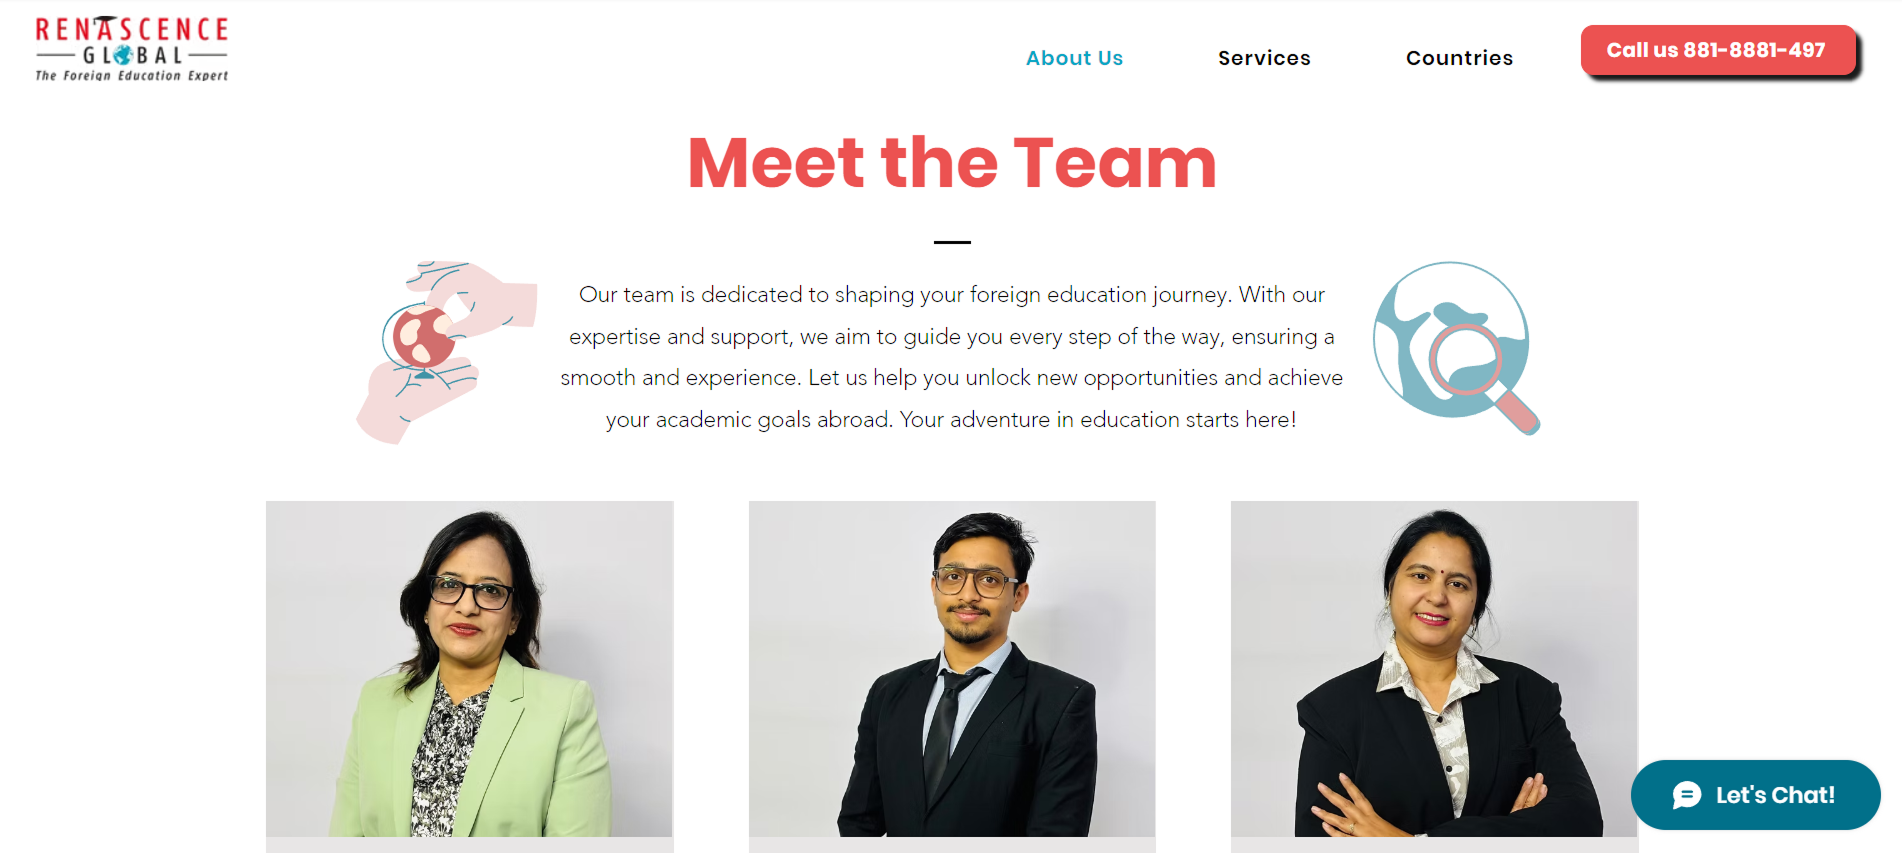 RENASCENCE
GLOBAL
The Foreign Education Expert
About Us
Services
Countries
Call us 881-8881-497
Meet the Team
Our team is dedicated to shaping your foreign education journey. With our
expertise and support, we aim to guide you every step of the way, ensuring a
smooth and experience. Let us help you unlock new opportunities and achieve
your academic goals abroad. Your adventure in education starts here!
Let's Chat!